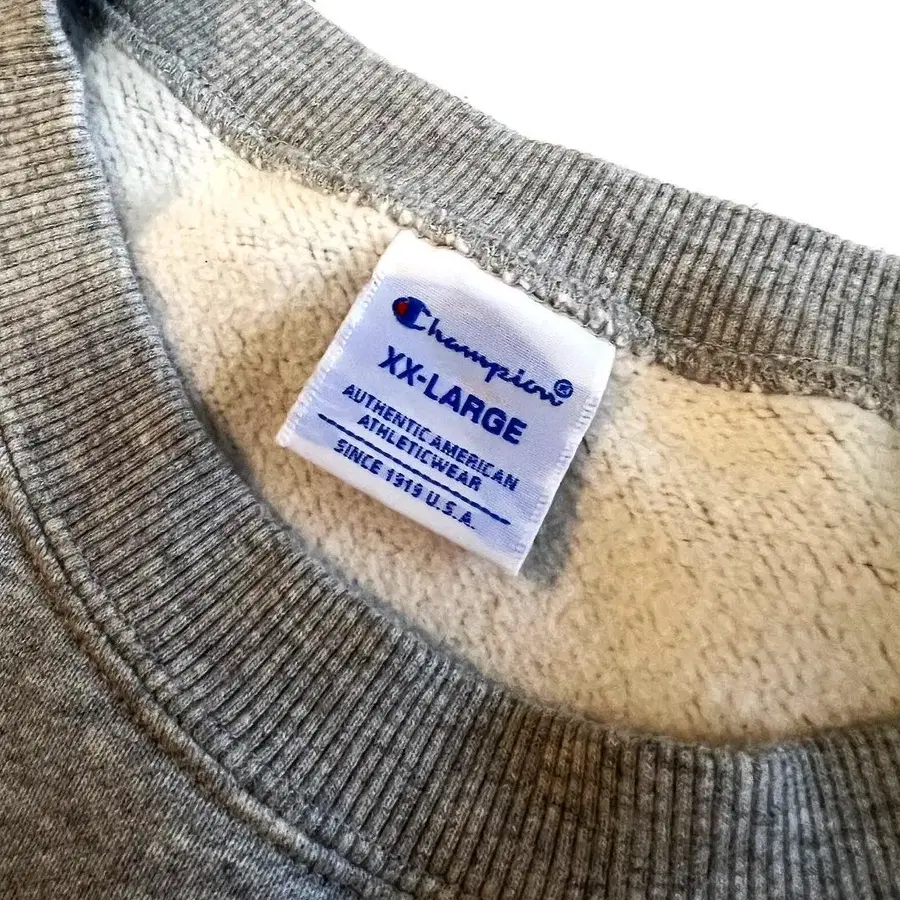 Champion®
XX-LARGE
AUTHENTIC AMERICAN
ATHLETICWEAR
SINCE 1919 U.S.A.